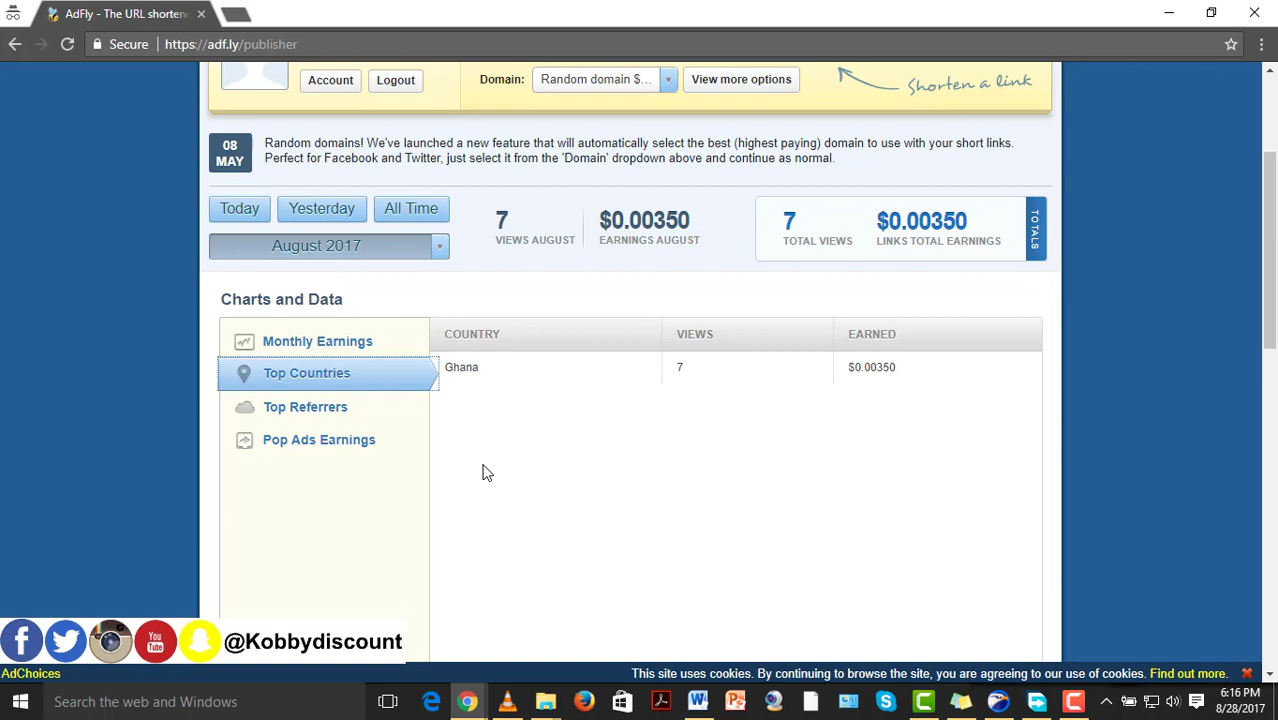 AdFly - The URL shortene
Secure
https://adf.ly/publisher
Account
Logout
Domain:
Random domain $...
View more options
Shorten a link
08
MAY
Random domains! We've launched a new feature that will automatically select the best (highest paying) domain to use with your short links.
Perfect for Facebook and Twitter, just select it from the 'Domain' dropdown above and continue as normal.
Today
Yesterday
All Time
August 2017
7
VIEWS AUGUST
$0.00350
EARNINGS AUGUST
7
TOTAL VIEWS
$0.00350
LINKS TOTAL EARNINGS
TOTALS
Charts and Data
Monthly Earnings
Top Countries
Top Referrers
Pop Ads Earnings
COUNTRY
VIEWS
EARNED
Ghana
7
$0.00350
You
Tube
@Kobbydiscount
AdChoices
This site uses cookies. By continuing to browse the site, you are agreeing to our use of cookies. Find out more.
Search the web and Windows
6:16 PM
8/28/2017